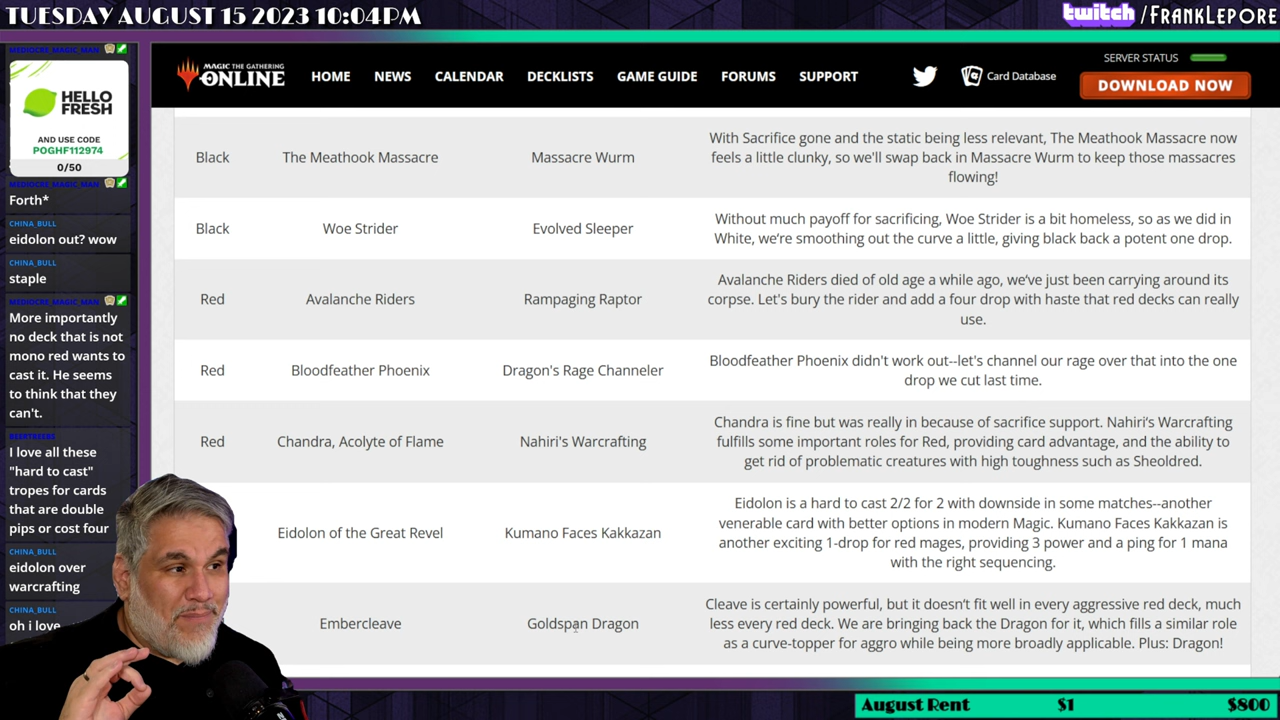 TUESDAY AUGUST 15 2023 10:04PM
twitch /FRANKLEPORE
MEDIOCRE_MAGIC_MAN
HELLO
FRESH
AND USE CODE
POGHF112974
0/50
MEDIOCRE_MAGIC_MAN
Forth*
CHINA_BULL
eidolon out? wow
CHINA_BULL
staple
MEDIOCRE_MAGIC_MAN
More importantly
no deck that is not
mono red wants to
cast it. He seems
to think that they
can't.
I love all these
"hard to cast"
tropes for cards
that are double
pips or cost four
CHINA_BULL
eidolon over
warcrafting
CHINA_BULL
oh i love
MAGIC THE GATHERING
ONLINE
HOME NEWS CALENDAR DECKLISTS GAME GUIDE FORUMS SUPPORT
Card Database
SERVER STATUS
DOWNLOAD NOW
Black The Meathook Massacre Massacre Wurm
With Sacrifice gone and the static being less relevant, The Meathook Massacre now
feels a little clunky, so we'll swap back in Massacre Wurm to keep those massacres
flowing!
Black Woe Strider Evolved Sleeper
Without much payoff for sacrificing, Woe Strider is a bit homeless, so as we did in
White, we're smoothing out the curve a little, giving black back a potent one drop.
Red Avalanche Riders Rampaging Raptor
Avalanche Riders died of old age a while ago, we've just been carrying around its
corpse. Let's bury the rider and add a four drop with haste that red decks can really
use.
Red Bloodfeather Phoenix Dragon's Rage Channeler
Bloodfeather Phoenix didn't work out--let's channel our rage over that into the one
drop we cut last time.
Red Chandra, Acolyte of Flame Nahiri's Warcrafting
Chandra is fine but was really in because of sacrifice support. Nahiri's Warcrafting
fulfills some important roles for Red, providing card advantage, and the ability to
get rid of problematic creatures with high toughness such as Sheoldred.
Eidolon of the Great Revel Kumano Faces Kakkazan
Eidolon is a hard to cast 2/2 for 2 with downside in some matches--another
venerable card with better options in modern Magic. Kumano Faces Kakkazan is
another exciting 1-drop for red mages, providing 3 power and a ping for 1 mana
with the right sequencing.
Embercleave Goldspan Dragon
Cleave is certainly powerful, but it doesn't fit well in every aggressive red deck, much
less every red deck. We are bringing back the Dragon for it, which fills a similar role
as a curve-topper for aggro while being more broadly applicable. Plus: Dragon!
August Rent $1 $800